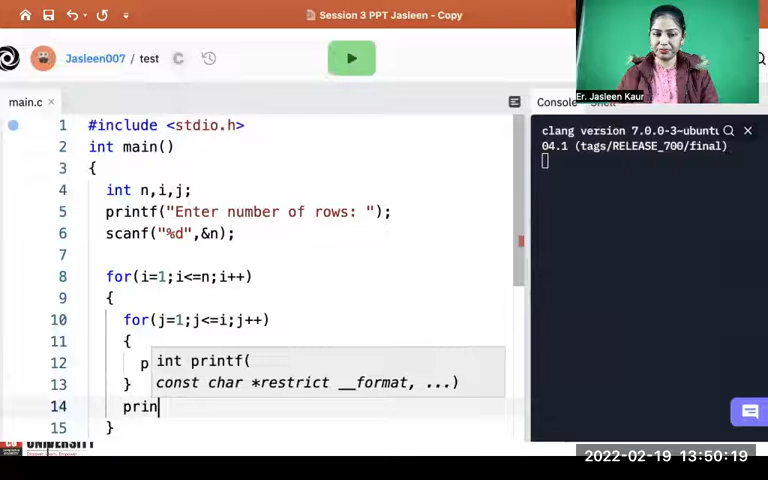 Session 3 PPT Jasleen - Copy
Jasleen007 / test C
Er. Jasleen Kaur
main.c ×
Console Shell
1 #include <stdio.h>
2 int main()
3 {
4 int n,i,j;
5 printf("Enter number of rows: ");
6 scanf("%d",&n);
7
8 for(i=1;i<=n;i++)
9 {
10 for(j=1;j<=i;j++)
11 {
12 p
13 }
14 prin
15 }
int printf(
const char *restrict __format, ...)
clang version 7.0.0-3~ubuntu
04.1 (tags/RELEASE_700/final)
UNIVERSITY
2022-02-19 13:50:19